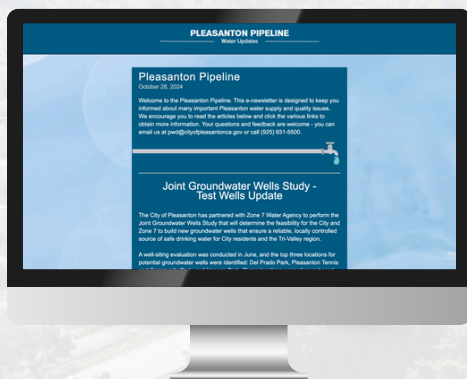 PLEASANTON PIPELINE
Water Updates
Pleasanton Pipeline
October 28, 2024
Welcome to the Pleasanton Pipeline. This e-newsletter is designed to keep you
informed about many important Pleasanton water supply and quality issues.
We encourage you to read the articles below and click the various links to
obtain more information. Your questions and feedback are welcome - you can
email us at pwd@cityofpleasantonca.gov or call (925) 931-5500.
Joint Groundwater Wells Study -
Test Wells Update
The City of Pleasanton has partnered with Zone 7 Water Agency to perform the
Joint Groundwater Wells Study that will determine the feasibility for the City and
Zone 7 to build new groundwater wells that ensure a reliable, locally controlled
source of safe drinking water for City residents and the Tri-Valley region.
A well-siting evaluation was conducted in June, and the top three locations for
potential groundwater wells were identified: Del Prado Park, Pleasanton Tennis